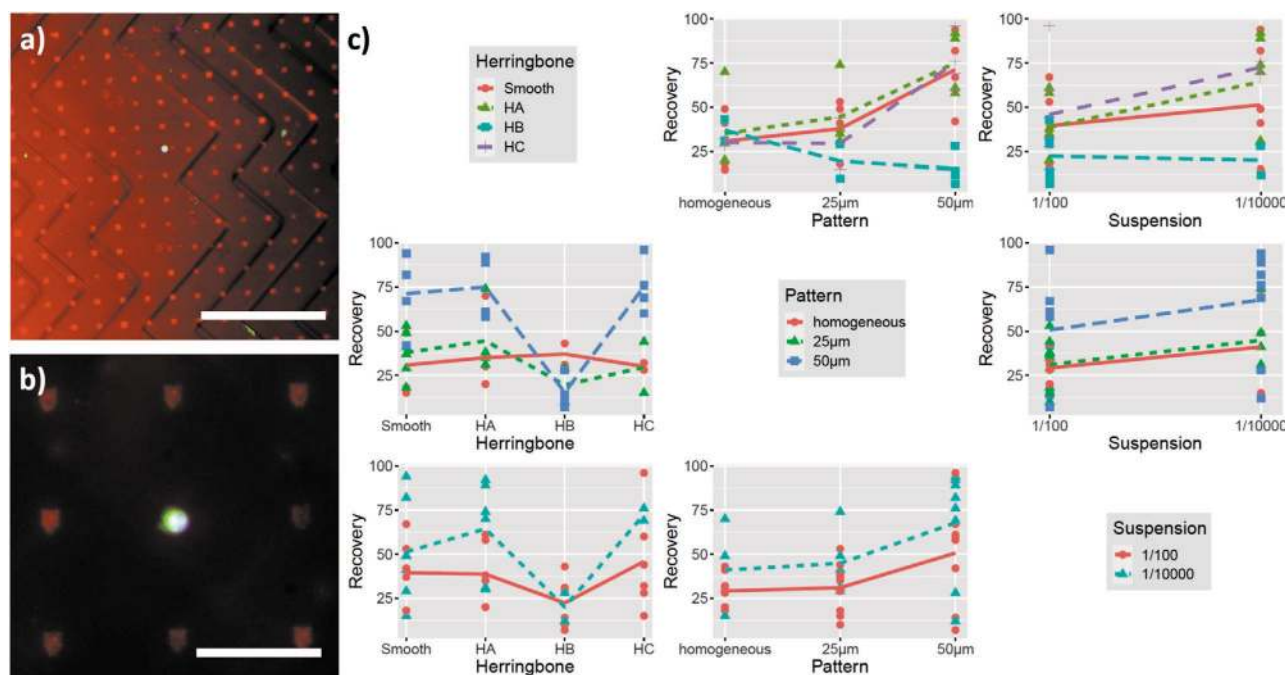 a)
b)
c)
Herringbone
Smooth
HA
HB
HC
Recovery
100
75
50
25
homogeneous
25µm
50µm
Pattern
Recovery
100
75
50
25
1/100
1/10000
Suspension
Recovery
100
75
50
25
Smooth
HA
HB
HC
Herringbone
Pattern
homogeneous
25µm
50µm
Recovery
100
75
50
25
1/100
1/10000
Suspension
Recovery
100
75
50
25
Smooth
HA
HB
HC
Herringbone
Recovery
100
75
50
25
homogeneous
25µm
50µm
Pattern
Suspension
1/100
1/10000